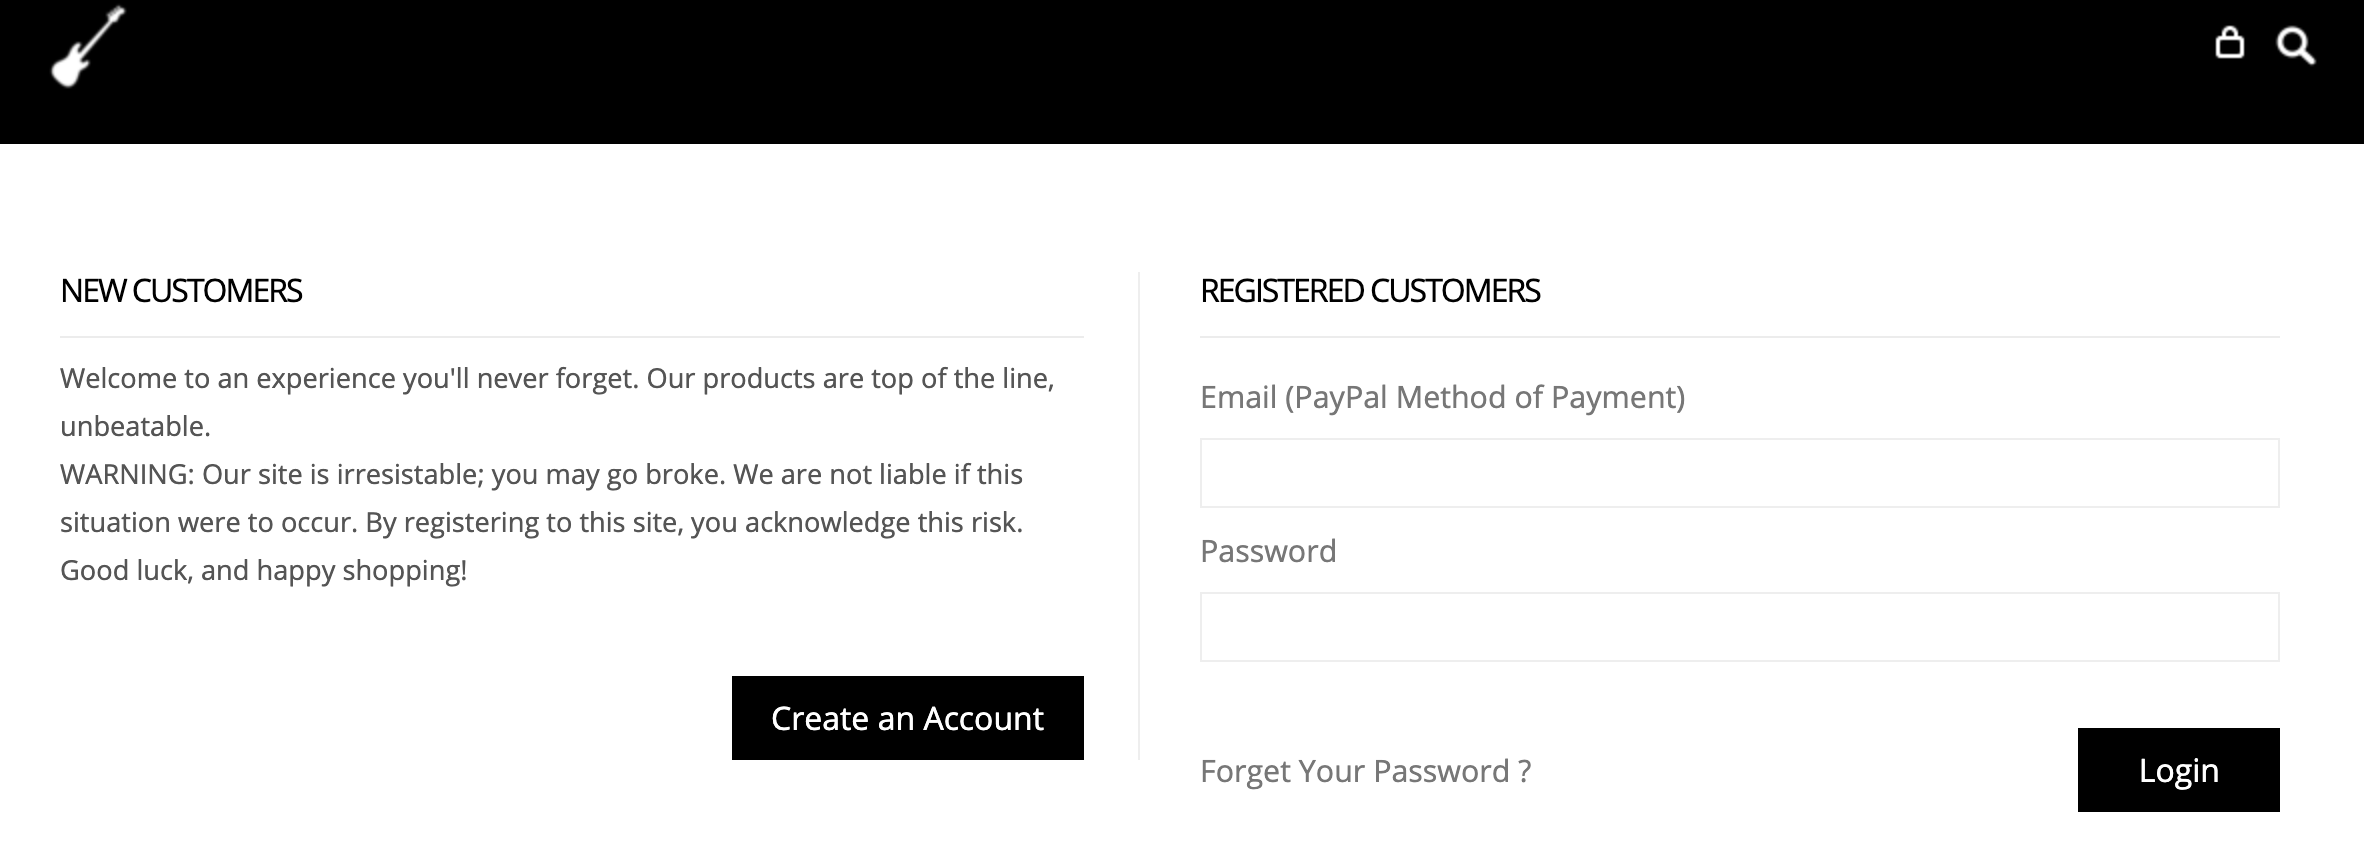 NEW CUSTOMERS
Welcome to an experience you'll never forget. Our products are top of the line,
unbeatable.
WARNING: Our site is irresistable; you may go broke. We are not liable if this
situation were to occur. By registering to this site, you acknowledge this risk.
Good luck, and happy shopping!
Create an Account
REGISTERED CUSTOMERS
Email (PayPal Method of Payment)
Password
Forget Your Password ?
Login